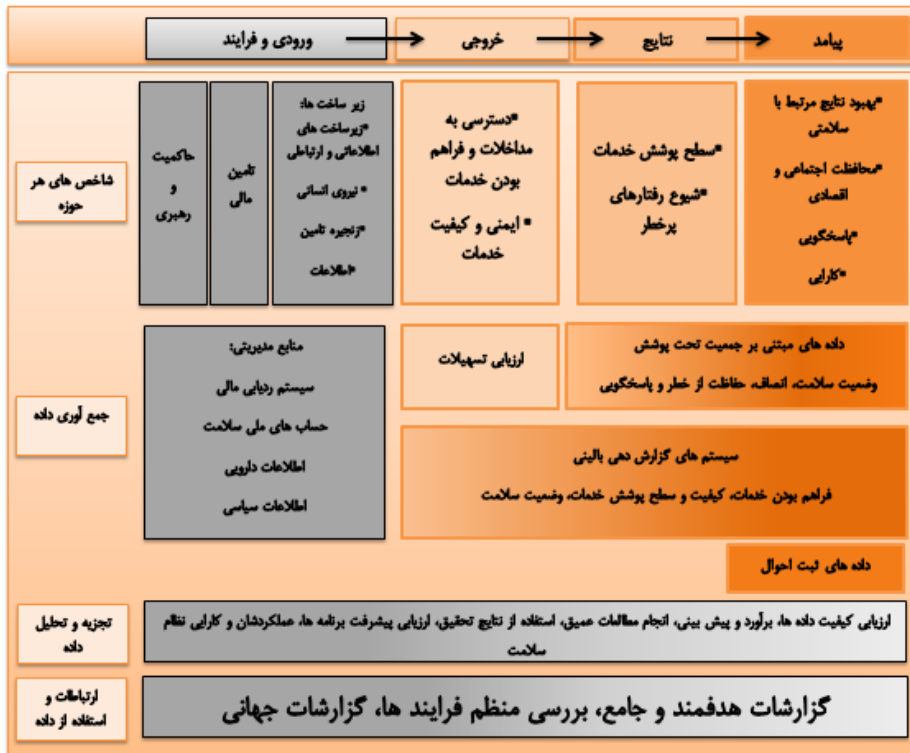 ورودی و فرایند
خروجی
نتایج
پیامد
شاخص های هر
حوزه
حاکمیت
و
رهبری
تامین
مالی
زیر ساخت ها:
▪زیرساخت های
اطلاعاتی و ارتباطی
▪ نیروی انسانی
▪زنجیره تامین
▪اطلاعات
▪دسترسی به
مداخلات و فراهم
بودن خدمات
▪ ایمنی و کیفیت
خدمات
▪سطح پوشش خدمات
▪شیوع رفتارهای
پرخطر
▪بهبود نتایج مرتبط با
سلامتی
▪محافظت اجتماعی و
اقتصادی
▪پاسخگویی
▪کارایی
جمع آوری داده
منابع مدیریتی:
سیستم ردیابی مالی
حساب های ملی سلامت
اطلاعات دارویی
اطلاعات سیاسی
ارزیابی تسهیلات
داده های مبتنی بر جمعیت تحت پوشش
وضعیت سلامت، انصاف، حفاظت از خطر و پاسخگویی
سیستم های گزارش دهی بالینی
فراهم بودن خدمات، کیفیت و سطح پوشش خدمات، وضعیت سلامت
داده های ثبت احوال
تجزیه و تحلیل
داده
ارزیابی کیفیت داده ها، برآورد و پیش بینی، انجام مطالعات عمیق، استفاده از نتایج تحقیق، ارزیابی پیشرفت برنامه ها، عملکردشان و کارایی نظام
سلامت
ارتباطات و
استفاده از داده
گزارشات هدفمند و جامع، بررسی منظم فرایند ها، گزارشات جهانی